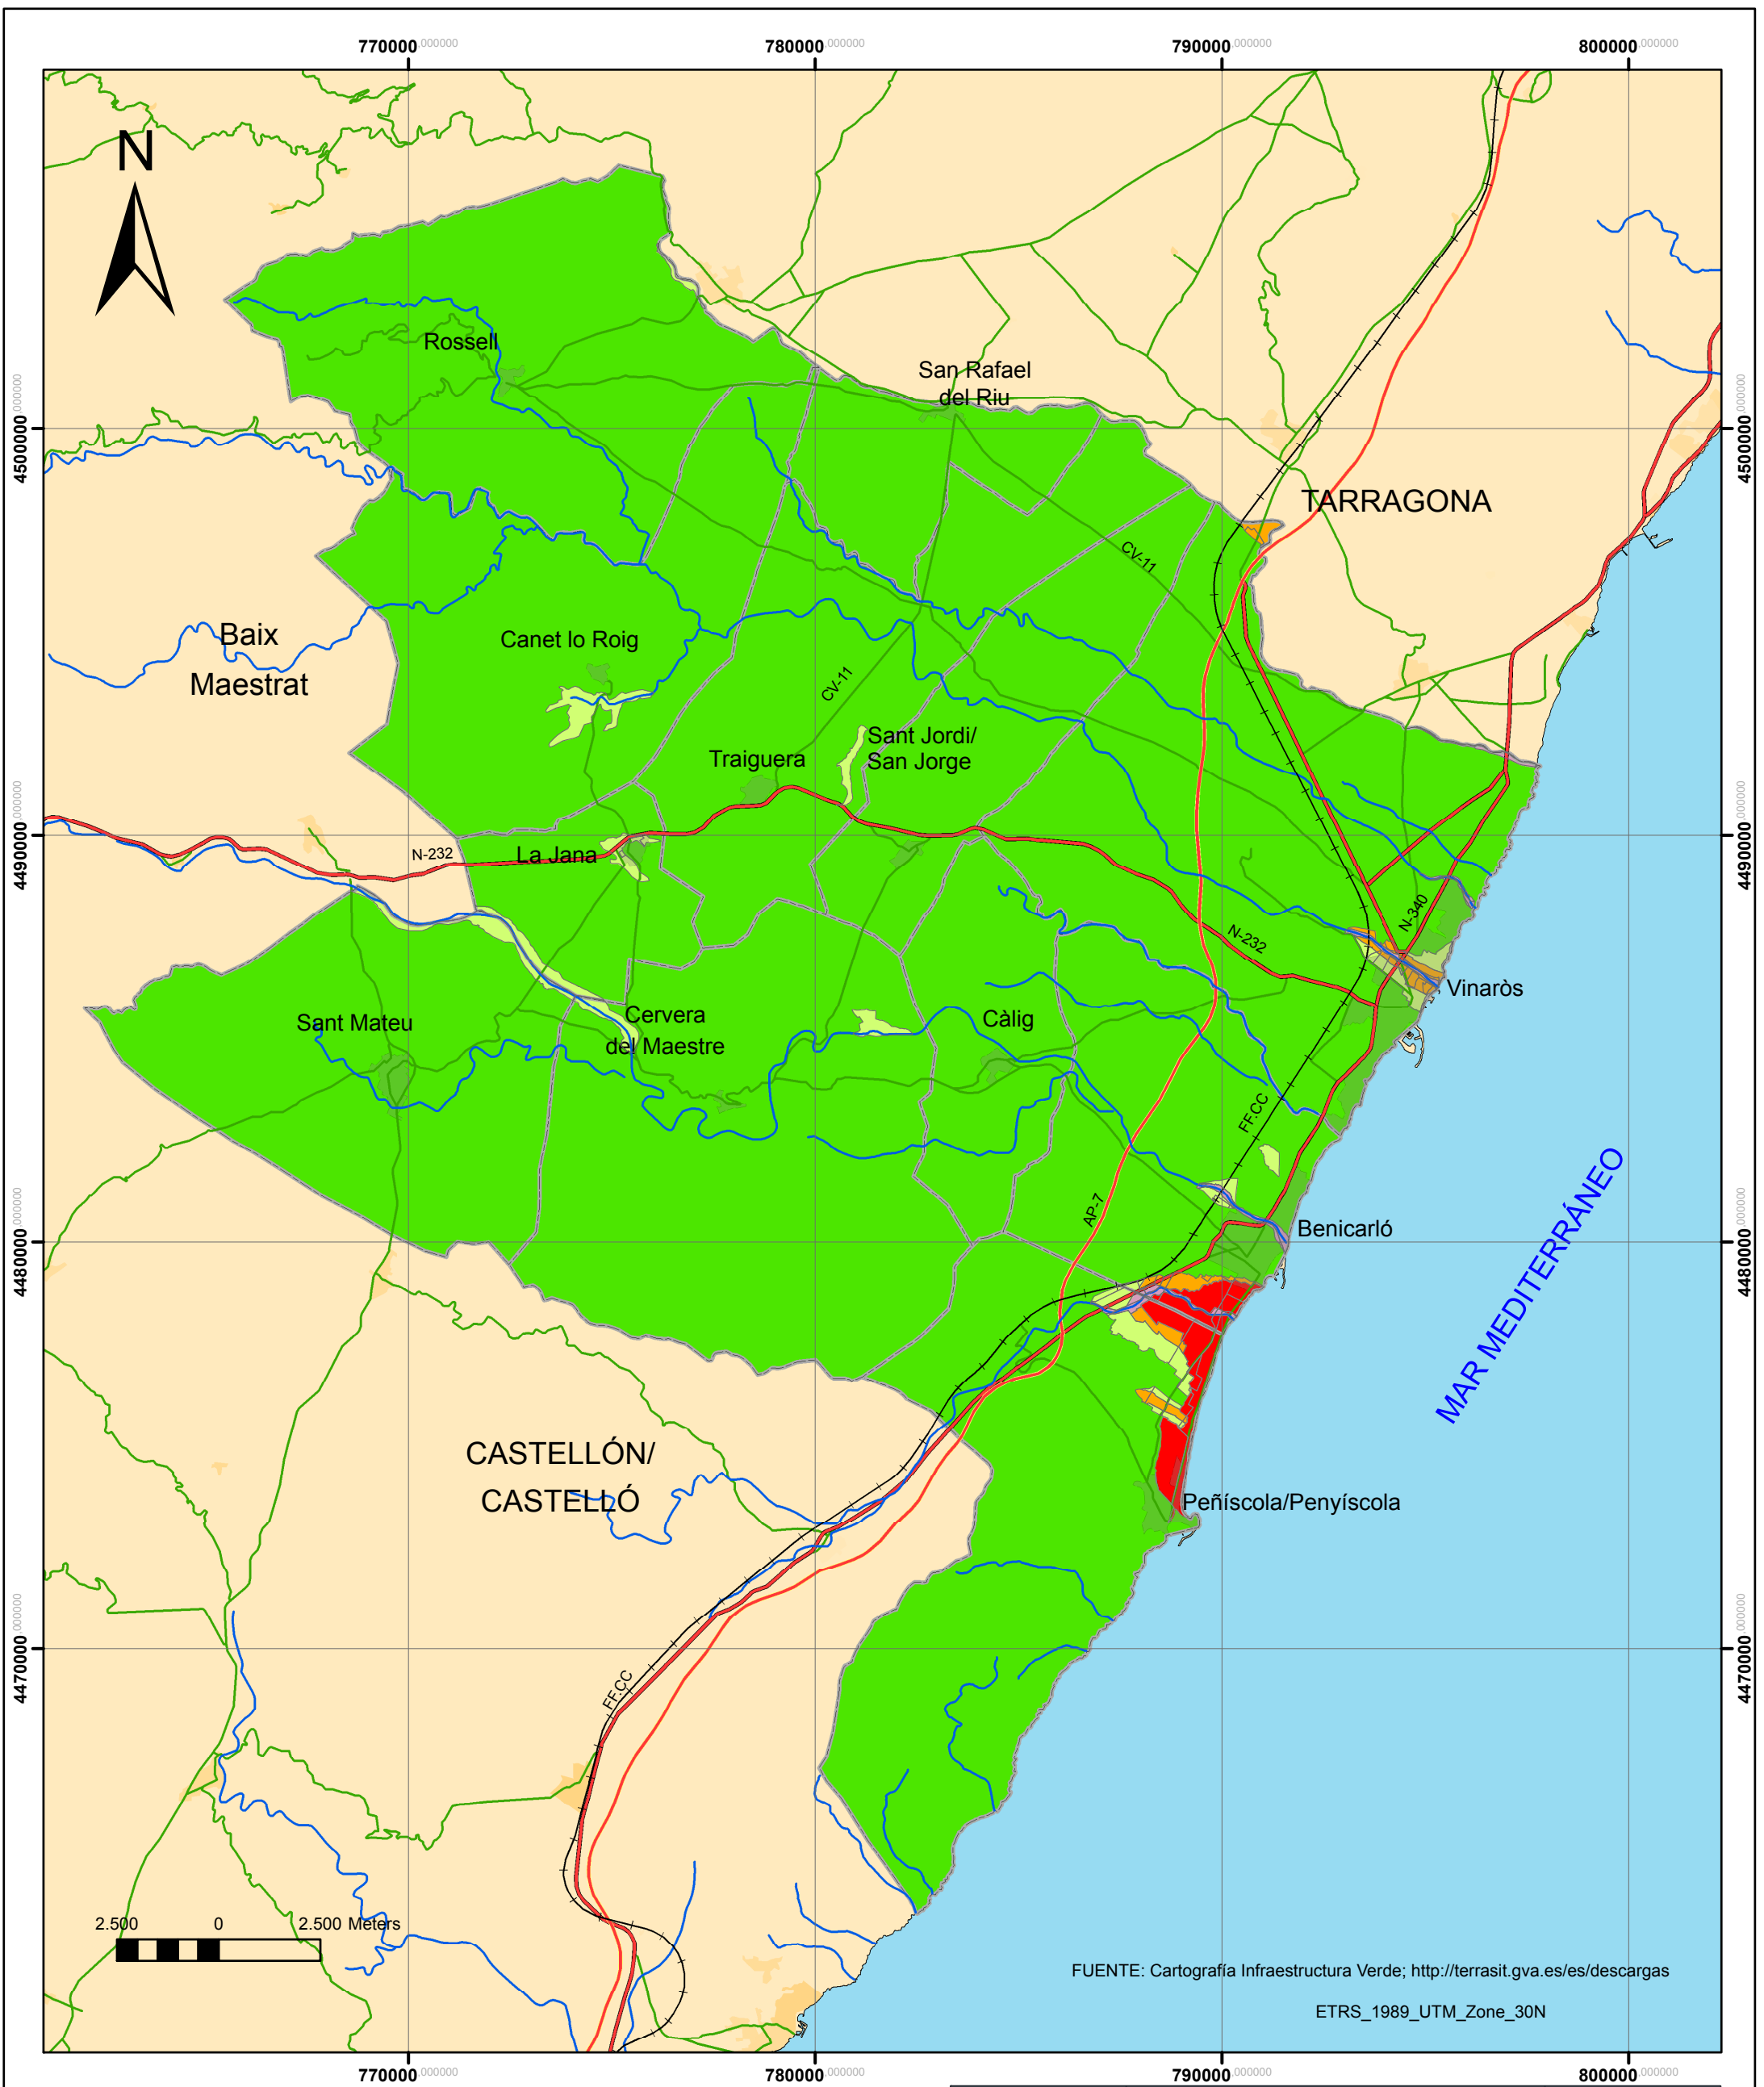 770000,000000 780000,000000 790000,000000 800000,000000
N
Rossell
San Rafael
del Riu
4500000,000000
4500000,000000
TARRAGONA
CV-11
Baix
Maestrat
Canet lo Roig
CV-11
Sant Jordi/
San Jorge
Traiguera
4490000,000000
4490000,000000
N-232
La Jana
N-340
N-232
Vinaròs
Sant Mateu
Cervera
del Maestre
Càlig
FF.CC
AP-7
Benicarló
4480000,000000
4480000,000000
MAR MEDITERRÁNEO
CASTELLÓN/
CASTELLÓ
Peñíscola/Penyíscola
4470000,000000
4470000,000000
FF.CC
2.500 0 2.500 Meters
FUENTE: Cartografía Infraestructura Verde; http://terrasit.gva.es/es/descargas
ETRS_1989_UTM_Zone_30N
770000,000000 780000,000000 790000,000000 800000,000000